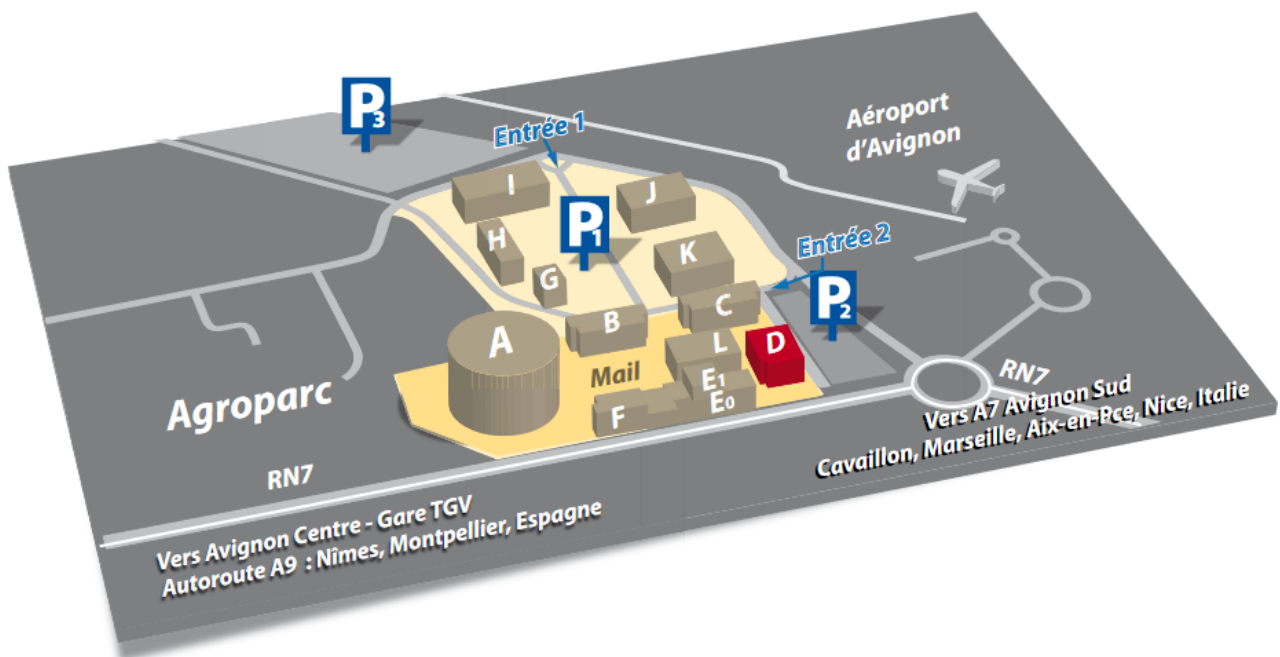 P3
Entrée 1
Aéroport
d'Avignon
I
J
P1
H
K
Entrée 2
G
P2
C
B
A
L
D
Mail
E1
E0
F
Agroparc
RN7
Vers A7 Avignon Sud
Cavaillon, Marseille, Aix-en-Pce, Nice, Italie
RN7
Vers Avignon Centre - Gare TGV
Autoroute A9 : Nîmes, Montpellier, Espagne